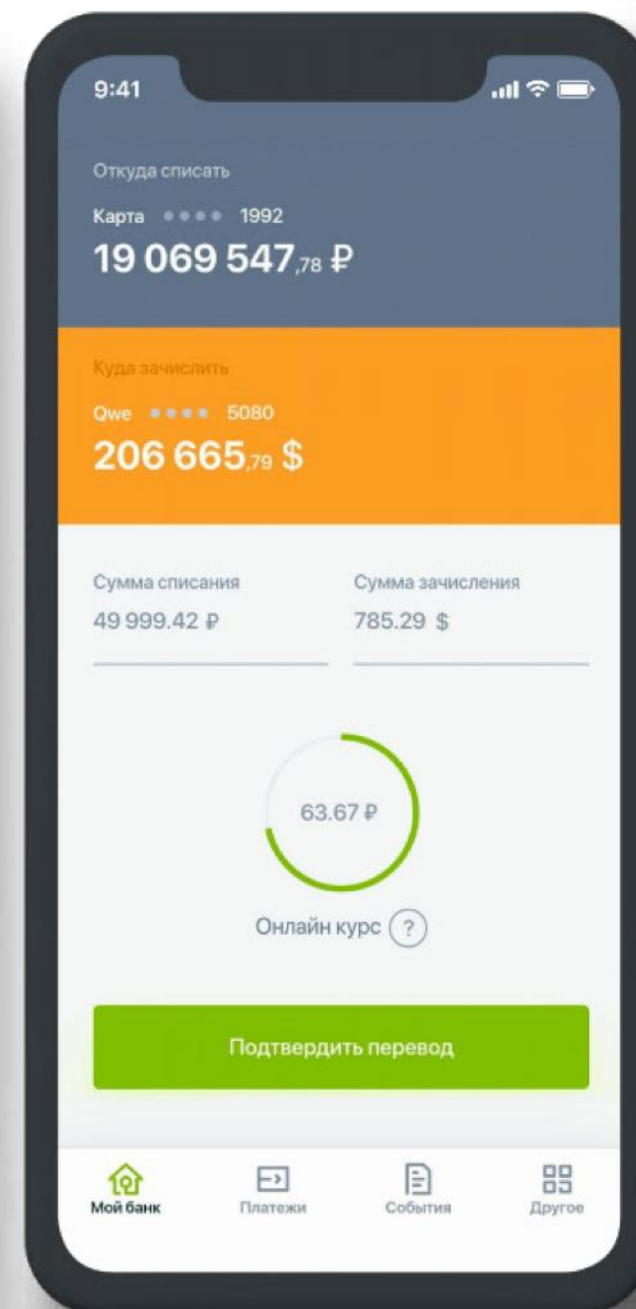 9:41
Откуда списать
Карта •••• 1992
19 069 547,78 ₽
Куда зачислить
Qwe •••• 5080
206 665,79 $
Сумма списания Сумма зачисления
49 999.42 ₽ 785.29 $
63.67 ₽
Онлайн курс ?
Подтвердить перевод
Мой банк Платежи События Другое